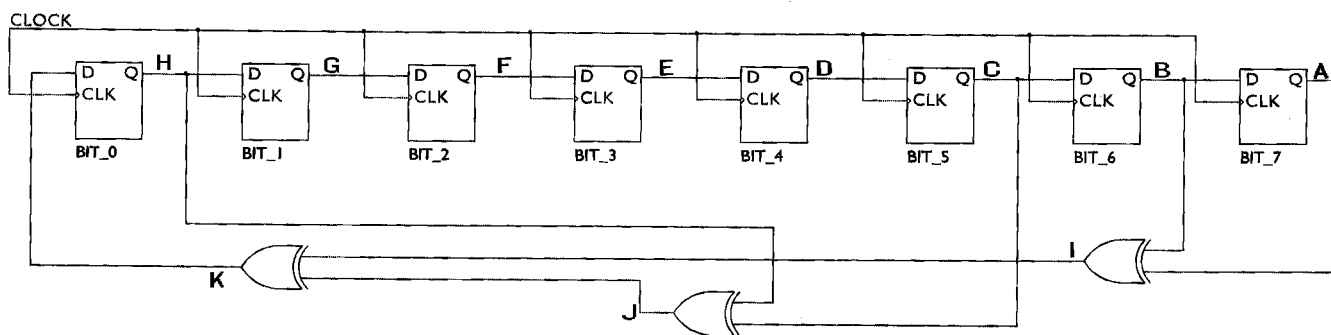 CLOCK
H G F E D C B A
D Q D Q D Q D Q D Q D Q D Q D Q
CLK CLK CLK CLK CLK CLK CLK CLK
BIT_0 BIT_1 BIT_2 BIT_3 BIT_4 BIT_5 BIT_6 BIT_7
I
K
J